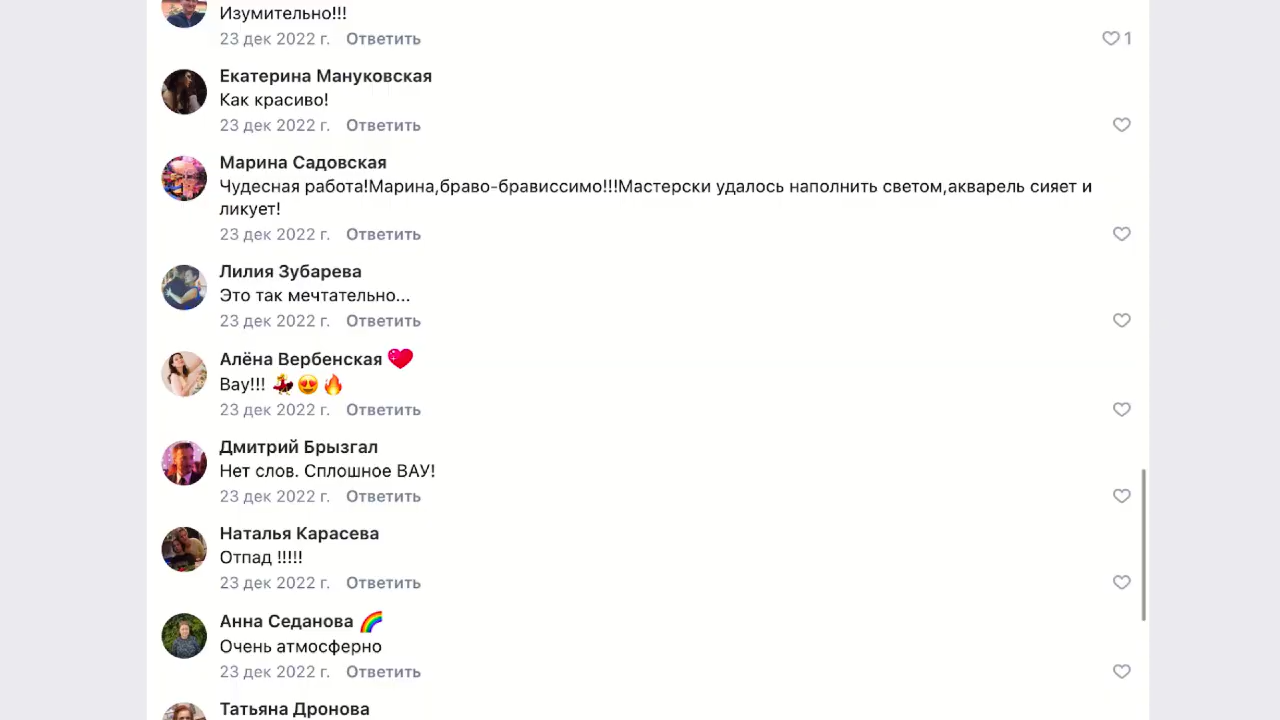 Изумительно!!!
23 дек 2022 г. Ответить
1
Екатерина Мануковская
Как красиво!
23 дек 2022 г. Ответить
Марина Садовская
Чудесная работа!Марина,браво-брависсимо!!!Мастерски удалось наполнить светом,акварель сияет и
ликует!
23 дек 2022 г. Ответить
Лилия Зубарева
Это так мечтательно...
23 дек 2022 г. Ответить
Алёна Вербенская 💖
Вау!!! 💃😍🔥
23 дек 2022 г. Ответить
Дмитрий Брызгал
Нет слов. Сплошное ВАУ!
23 дек 2022 г. Ответить
Наталья Карасева
Отпад !!!!!
23 дек 2022 г. Ответить
Анна Седанова 🌈
Очень атмосферно
23 дек 2022 г. Ответить
Татьяна Дронова